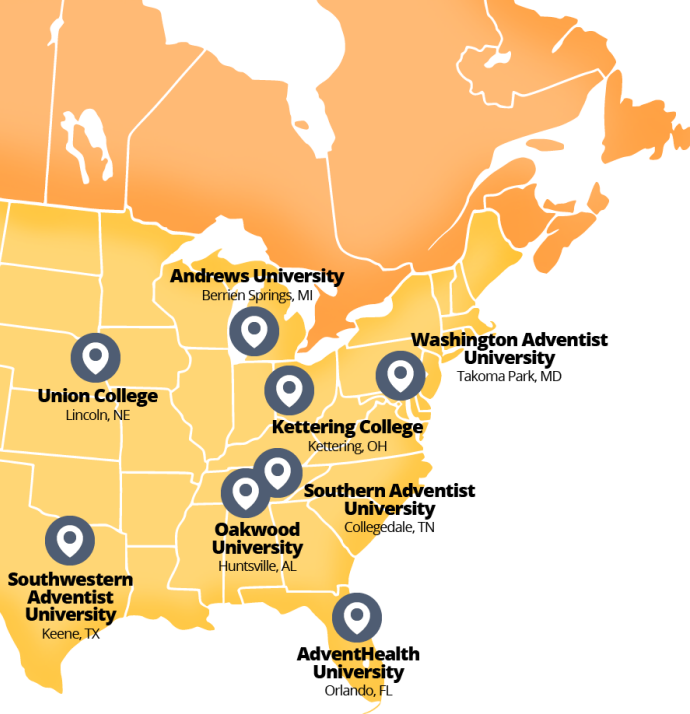 Andrews University
Berrien Springs, MI
Washington Adventist
University
Takoma Park, MD
Union College
Lincoln, NE
Kettering College
Kettering, OH
Southern Adventist
University
Collegedale, TN
Oakwood
University
Huntsville, AL
Southwestern
Adventist
University
Keene, TX
AdventHealth
University
Orlando, FL